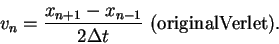 v_n = \frac{x_{n+1} - x_{n-1}}{2\Delta t} (originalVerlet).